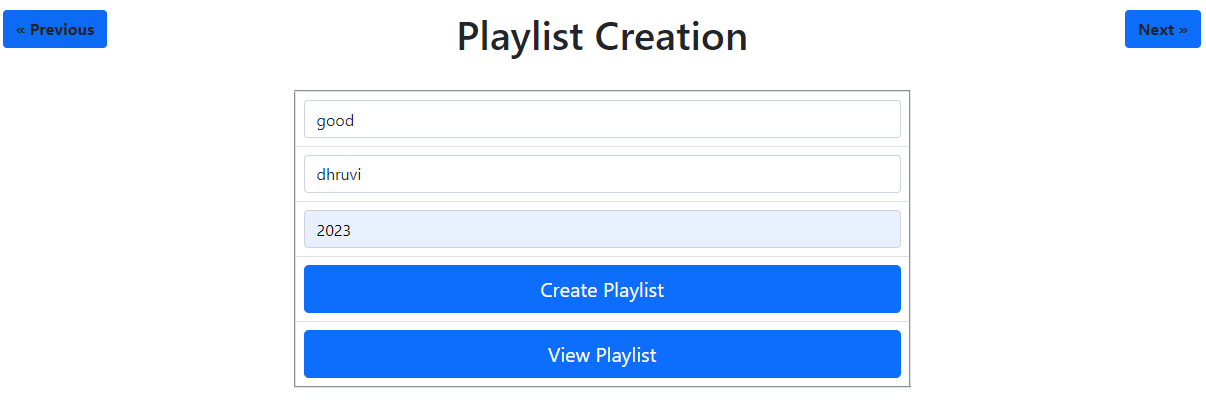 « Previous
Playlist Creation
Next »
good
dhruvi
2023
Create Playlist
View Playlist